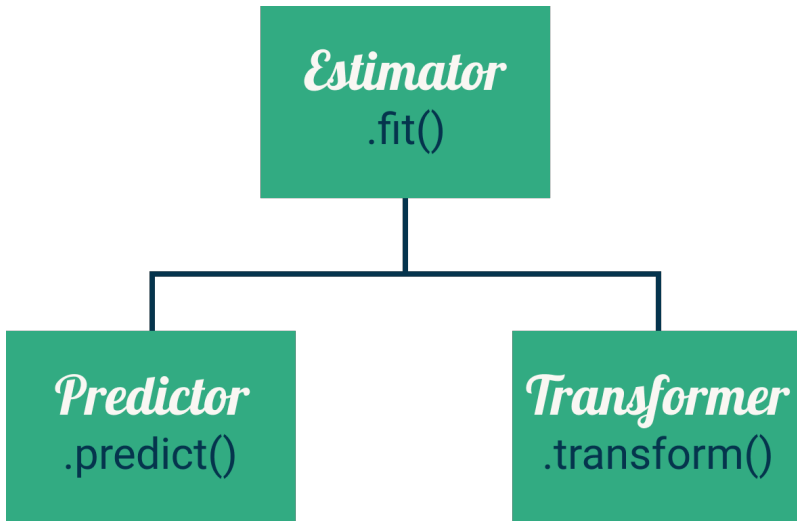 Estimator
.fit()
Predictor
.predict()
Transformer
.transform()